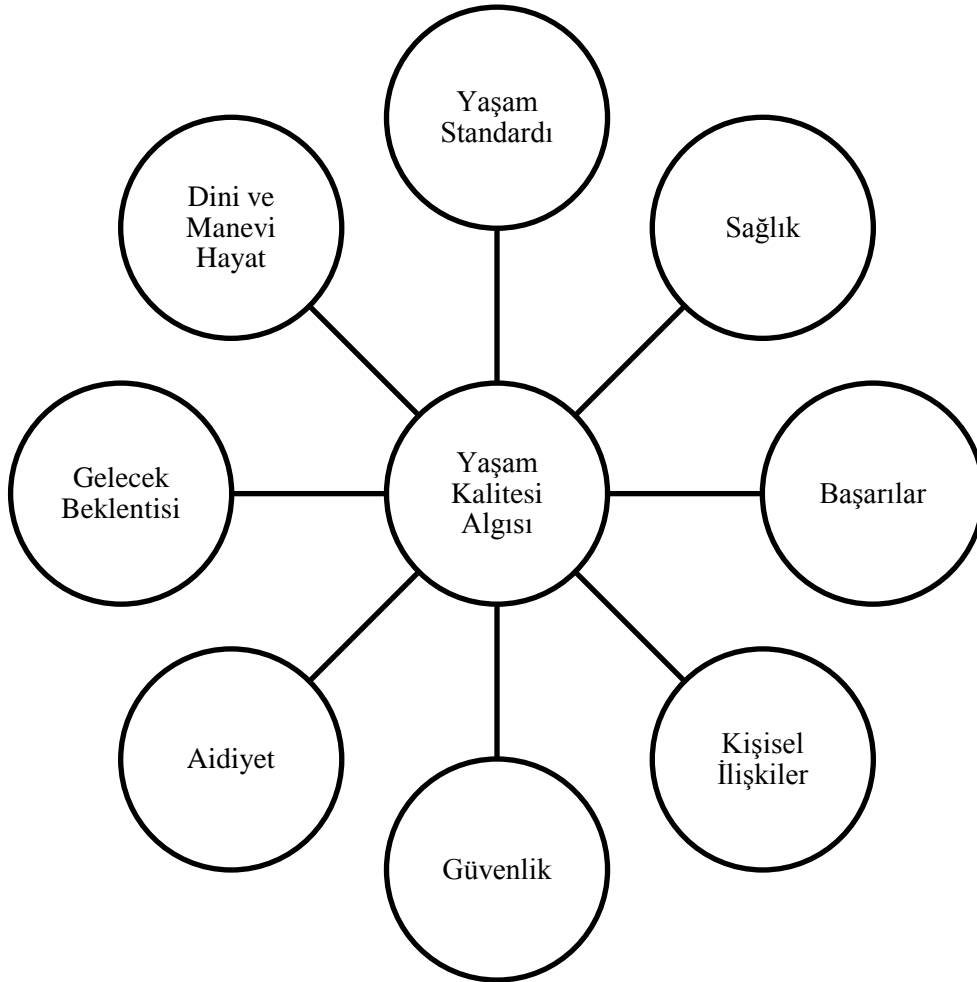 Yaşam
Standardı
Dini ve
Manevi
Hayat
Sağlık
Gelecek
Beklentisi
Yaşam
Kalitesi
Algısı
Başarılar
Aidiyet
Kişisel
İlişkiler
Güvenlik